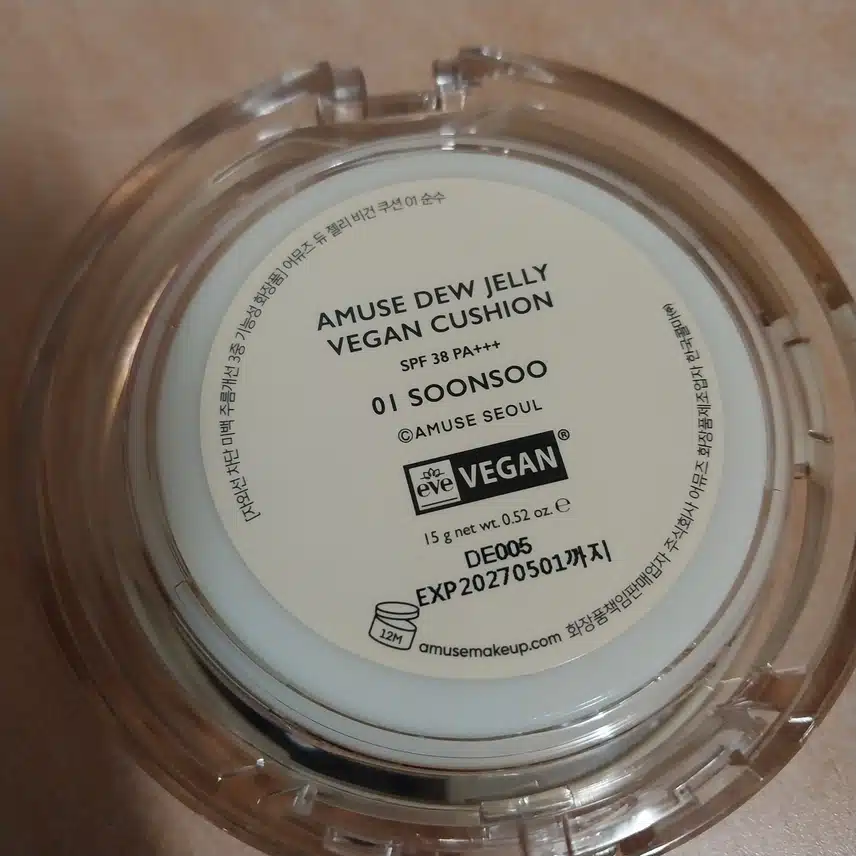 [자외선 차단 미백 주름개선 3중 기능성 화장품] 어뮤즈 듀 젤리 비건 쿠션 01 순수
AMUSE DEW JELLY
VEGAN CUSHION
SPF 38 PA+++
01 SOONSOO
©AMUSE SEOUL
eve VEGAN®
15 g net wt. 0.52 oz. ℮
DE005
EXP20270501까지
12M
amusemakeup.com
화장품책임판매업자 주식회사 어뮤즈 화장품제조업자 한국콜마㈜